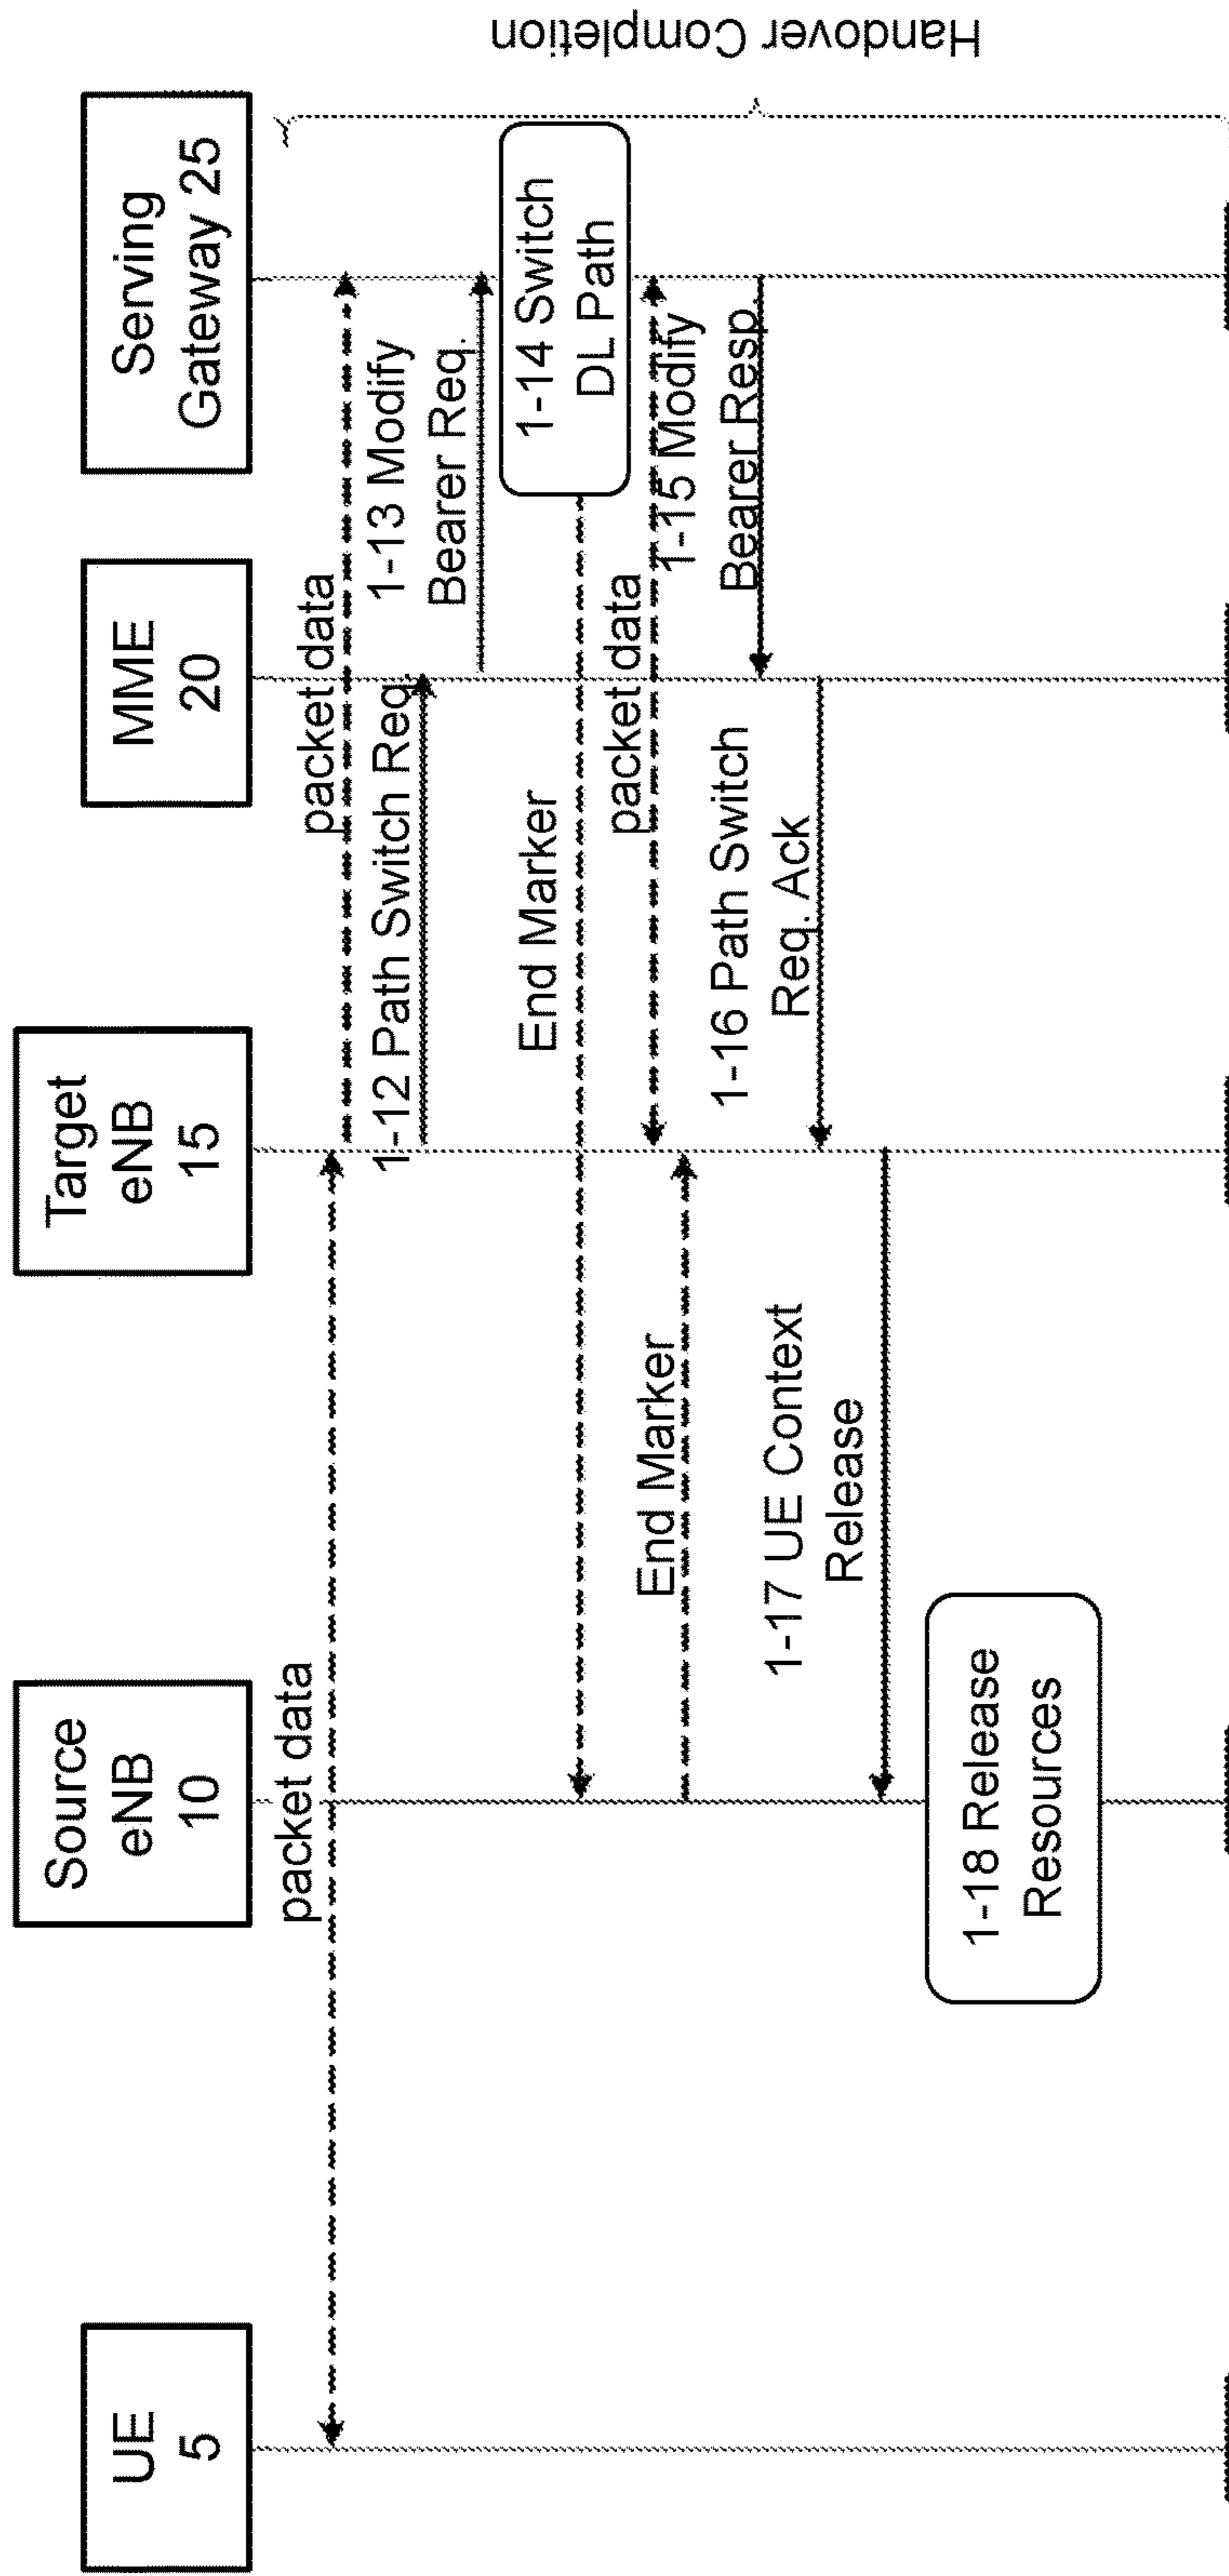 UE
5
Source
eNB
10
Target
eNB
15
MME
20
Serving
Gateway 25
packet data
packet data
1-12 Path Switch Req.
1-13 Modify
Bearer Req.
1-14 Switch
DL Path
End Marker
packet data
End Marker
1-15 Modify
Bearer Resp.
1-16 Path Switch
Req. Ack
1-17 UE Context
Release
1-18 Release
Resources
Handover Completion